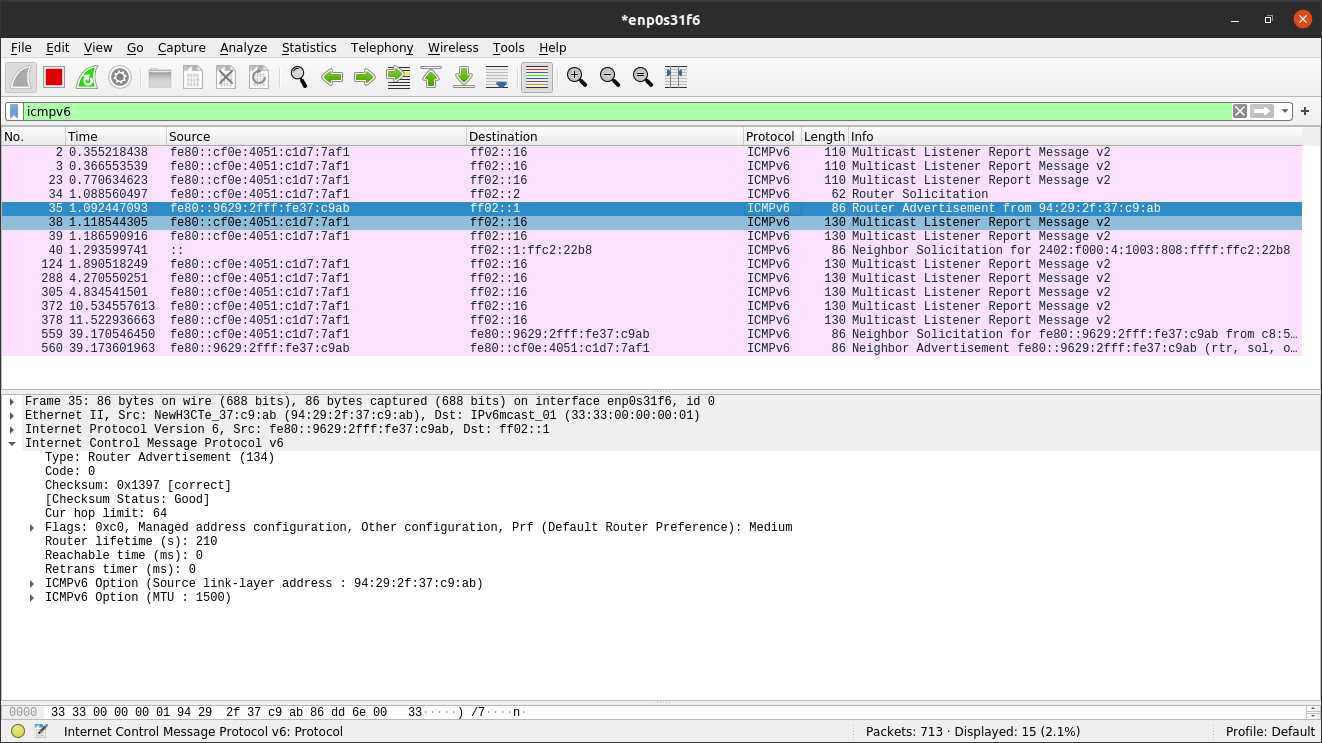 *enp0s31f6
File Edit View Go Capture Analyze Statistics Telephony Wireless Tools Help
icmpv6
No. Time Source Destination Protocol Length Info
2 0.355218438 fe80::cf0e:4051:c1d7:7af1 ff02::16 ICMPv6 110 Multicast Listener Report Message v2
3 0.366553539 fe80::cf0e:4051:c1d7:7af1 ff02::16 ICMPv6 110 Multicast Listener Report Message v2
23 0.770634623 fe80::cf0e:4051:c1d7:7af1 ff02::16 ICMPv6 110 Multicast Listener Report Message v2
34 1.088560497 fe80::cf0e:4051:c1d7:7af1 ff02::2 ICMPv6 62 Router Solicitation
35 1.092447093 fe80::9629:2fff:fe37:c9ab ff02::1 ICMPv6 86 Router Advertisement from 94:29:2f:37:c9:ab
38 1.118544305 fe80::cf0e:4051:c1d7:7af1 ff02::16 ICMPv6 130 Multicast Listener Report Message v2
39 1.186590916 fe80::cf0e:4051:c1d7:7af1 ff02::16 ICMPv6 130 Multicast Listener Report Message v2
40 1.293599741 :: ff02::1:ffc2:22b8 ICMPv6 86 Neighbor Solicitation for 2402:f000:4:1003:808:ffff:ffc2:22b8
124 1.890518249 fe80::cf0e:4051:c1d7:7af1 ff02::16 ICMPv6 130 Multicast Listener Report Message v2
288 4.270550251 fe80::cf0e:4051:c1d7:7af1 ff02::16 ICMPv6 130 Multicast Listener Report Message v2
305 4.834541501 fe80::cf0e:4051:c1d7:7af1 ff02::16 ICMPv6 130 Multicast Listener Report Message v2
372 10.534557613 fe80::cf0e:4051:c1d7:7af1 ff02::16 ICMPv6 130 Multicast Listener Report Message v2
378 11.522936663 fe80::cf0e:4051:c1d7:7af1 ff02::16 ICMPv6 130 Multicast Listener Report Message v2
559 39.170546450 fe80::cf0e:4051:c1d7:7af1 fe80::9629:2fff:fe37:c9ab ICMPv6 86 Neighbor Solicitation for fe80::9629:2fff:fe37:c9ab from c8:5…
560 39.173601963 fe80::9629:2fff:fe37:c9ab fe80::cf0e:4051:c1d7:7af1 ICMPv6 86 Neighbor Advertisement fe80::9629:2fff:fe37:c9ab (rtr, sol, o…
Frame 35: 86 bytes on wire (688 bits), 86 bytes captured (688 bits) on interface enp0s31f6, id 0
Ethernet II, Src: NewH3CTe_37:c9:ab (94:29:2f:37:c9:ab), Dst: IPv6mcast_01 (33:33:00:00:00:01)
Internet Protocol Version 6, Src: fe80::9629:2fff:fe37:c9ab, Dst: ff02::1
Internet Control Message Protocol v6
Type: Router Advertisement (134)
Code: 0
Checksum: 0x1397 [correct]
[Checksum Status: Good]
Cur hop limit: 64
Flags: 0xc0, Managed address configuration, Other configuration, Prf (Default Router Preference): Medium
Router lifetime (s): 210
Reachable time (ms): 0
Retrans timer (ms): 0
ICMPv6 Option (Source link-layer address : 94:29:2f:37:c9:ab)
ICMPv6 Option (MTU : 1500)
0000 33 33 00 00 00 01 94 29 2f 37 c9 ab 86 dd 6e 00 33·····) /7····n·
Internet Control Message Protocol v6: Protocol Packets: 713 · Displayed: 15 (2.1%) Profile: Default